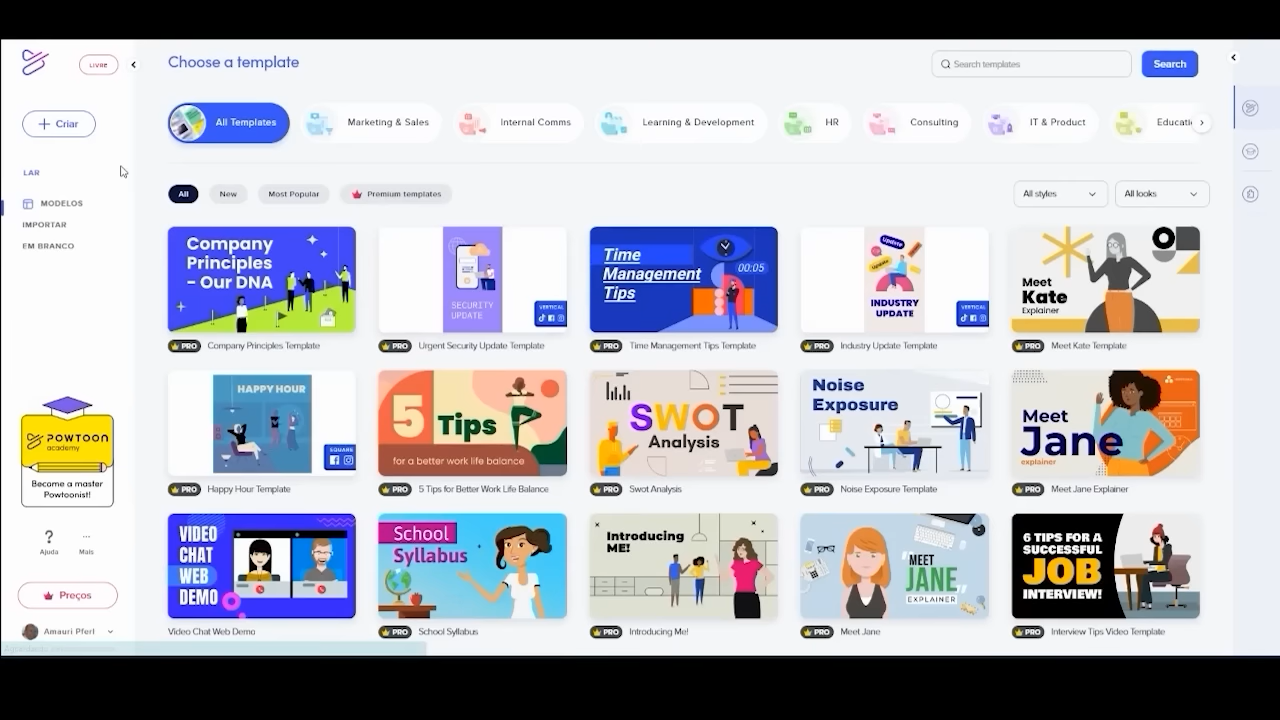 LIVRE
Choose a template
Search templates
Search
Criar
All Templates
Marketing & Sales
Internal Comms
Learning & Development
HR
Consulting
IT & Product
Educati
LAR
MODELOS
IMPORTAR
EM BRANCO
All
New
Most Popular
Premium templates
All styles
All looks
Company
Principles
- Our DNA
SECURITY
UPDATE
VERTICAL
Time
Management
Tips
00:05
Update
Update
INDUSTRY
UPDATE
VERTICAL
Meet
Kate
Explainer
PRO Company Principles Template
PRO Urgent Security Update Template
PRO Time Management Tips Template
PRO Industry Update Template
PRO Meet Kate Template
HAPPY HOUR
SQUARE
5 Tips
for a better work life balance
SWOT
Analysis
Noise
Exposure
Meet
Jane
explainer
PRO Happy Hour Template
PRO 5 Tips for Better Work Life Balance
PRO Swot Analysis
PRO Noise Exposure Template
PRO Meet Jane Explainer
POWTOON
academy
Become a master
Powtoonist!
VIDEO
CHAT
WEB
DEMO
School
Syllabus
Introducing
ME!
MEET
JANE
EXPLAINER
6 TIPS FOR A
SUCCESSFUL
JOB
INTERVIEW!
? Ajuda
... Mais
Preços
Amauri Pferl
Video Chat Web Demo
PRO School Syllabus
PRO Introducing Me!
PRO Meet Jane
PRO Interview Tips Video Template